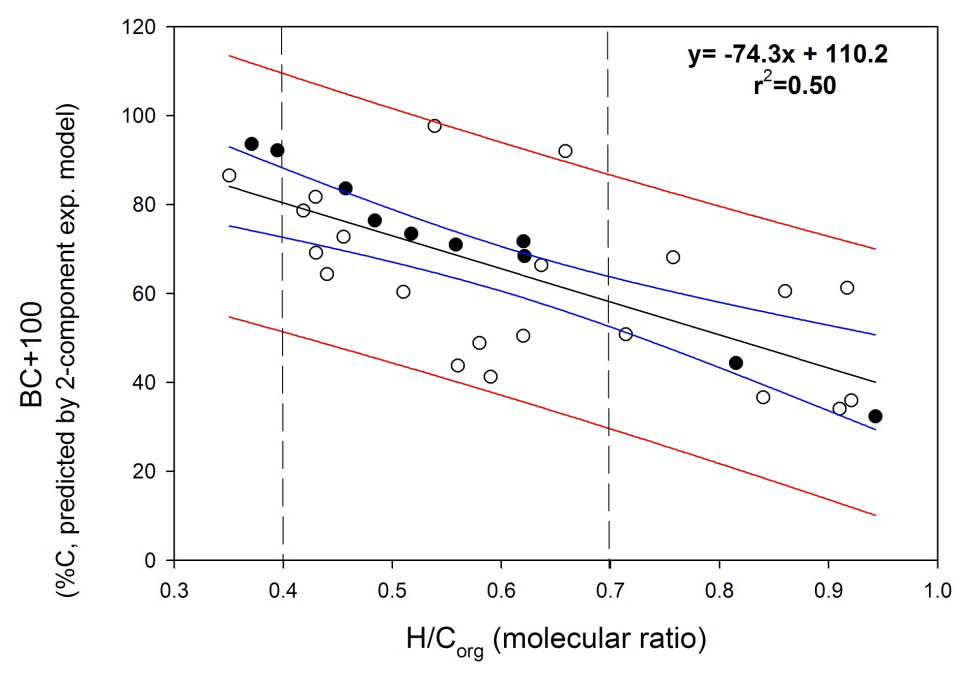 y= -74.3x + 110.2
r²=0.50
120
100
80
60
40
20
0
BC+100
(%C, predicted by 2-component exp. model)
0.3 0.4 0.5 0.6 0.7 0.8 0.9 1.0
H/Corg (molecular ratio)